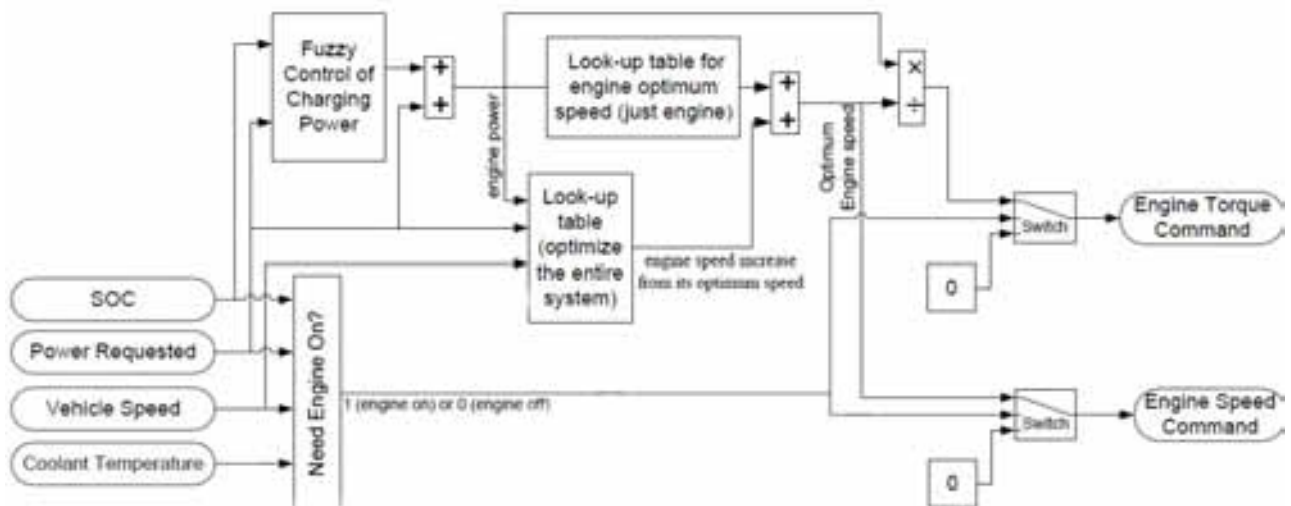 Fuzzy
Control of
Charging
Power
+
+
Look-up table for
engine optimum
speed (just engine)
+
+
×
÷
engine power
Optimum
Engine speed
Look-up
table
(optimize
the entire
system)
engine speed increase
from its optimum speed
Switch
Engine Torque
Command
0
SOC
Power Requested
Vehicle Speed
Coolant Temperature
Need Engine On?
1 (engine on) or 0 (engine off)
Switch
Engine Speed
Command
0